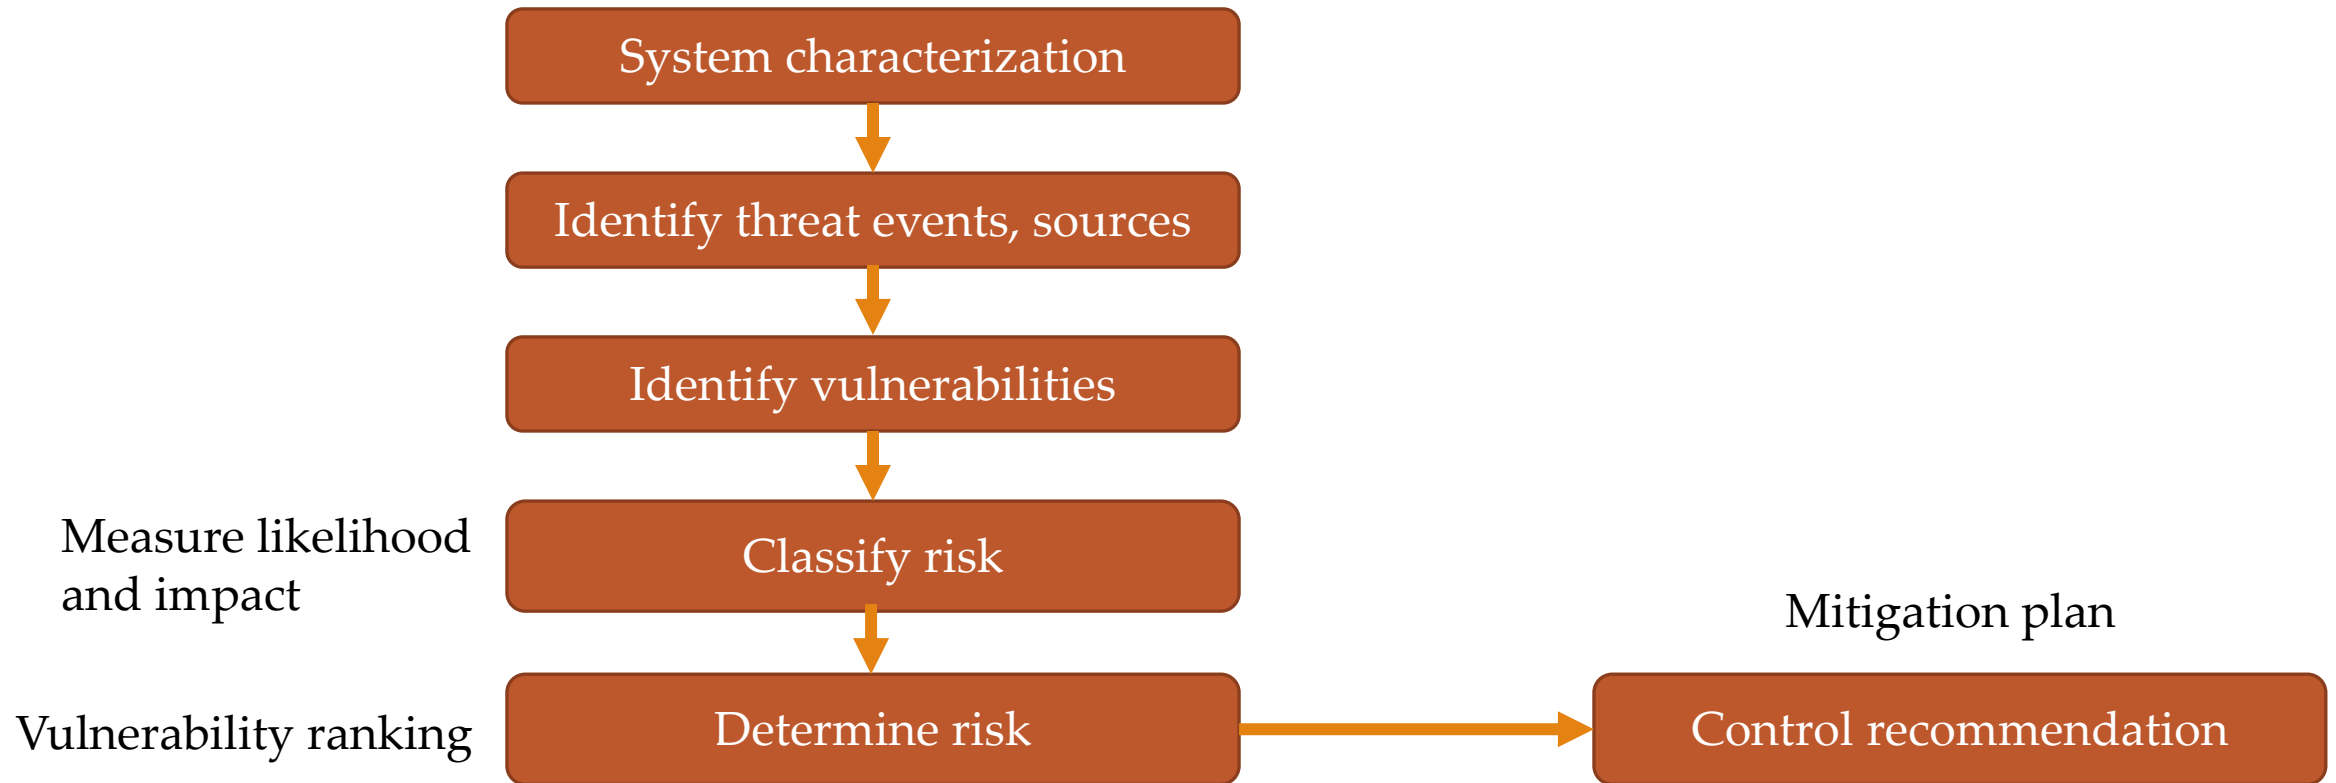 System characterization
Identify threat events, sources
Identify vulnerabilities
Measure likelihood
and impact
Classify risk
Mitigation plan
Vulnerability ranking
Determine risk
Control recommendation